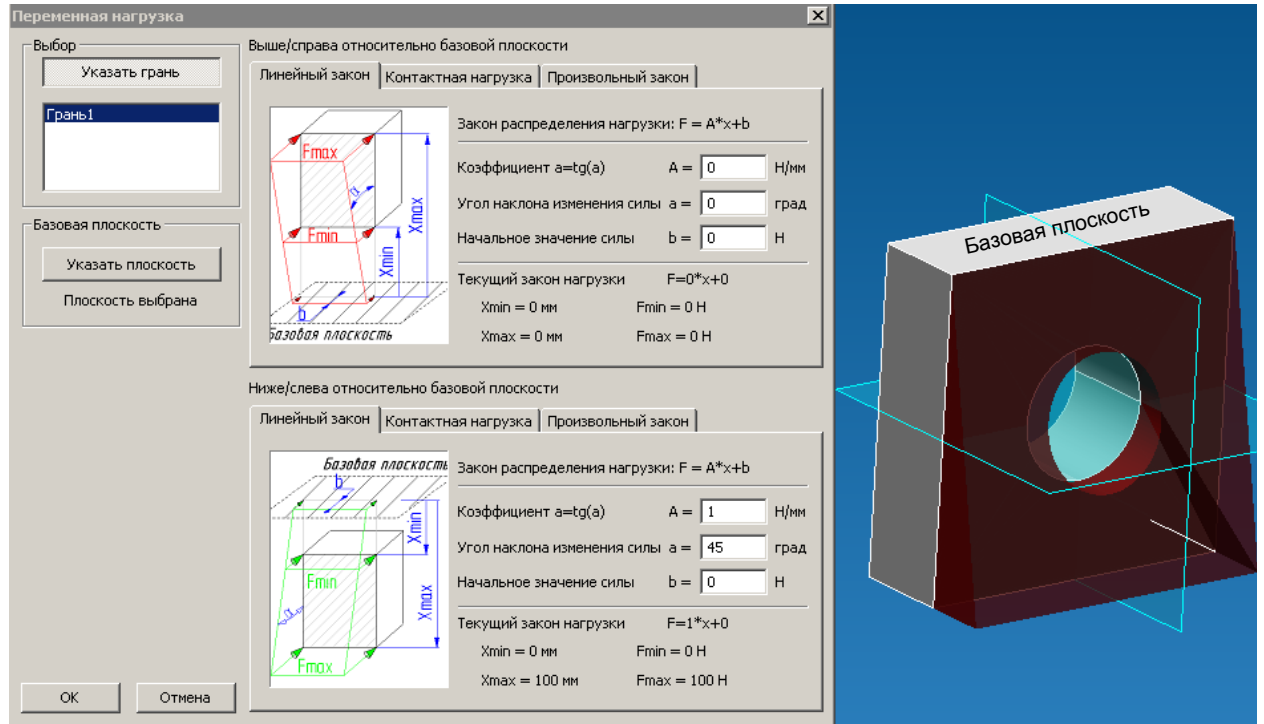 Переменная нагрузка
Выбор
Указать грань
Грань1
Базовая плоскость
Указать плоскость
Плоскость выбрана
OK
Отмена
Выше/справа относительно базовой плоскости
Линейный закон
Контактная нагрузка
Произвольный закон
Fmax
α
Xmax
Fmin
Xmin
b
Базовая плоскость
Закон распределения нагрузки: F = A*x+b
Коэффициент a=tg(a) A = 0 Н/мм
Угол наклона изменения силы a = 0 град
Начальное значение силы b = 0 Н
Текущий закон нагрузки F=0*x+0
Xmin = 0 мм Fmin = 0 Н
Xmax = 0 мм Fmax = 0 Н
Ниже/слева относительно базовой плоскости
Линейный закон
Контактная нагрузка
Произвольный закон
Базовая плоскость
b
Xmin
Fmin
α
Xmax
Fmax
Закон распределения нагрузки: F = A*x+b
Коэффициент a=tg(a) A = 1 Н/мм
Угол наклона изменения силы a = 45 град
Начальное значение силы b = 0 Н
Текущий закон нагрузки F=1*x+0
Xmin = 0 мм Fmin = 0 Н
Xmax = 100 мм Fmax = 100 Н
Базовая плоскость